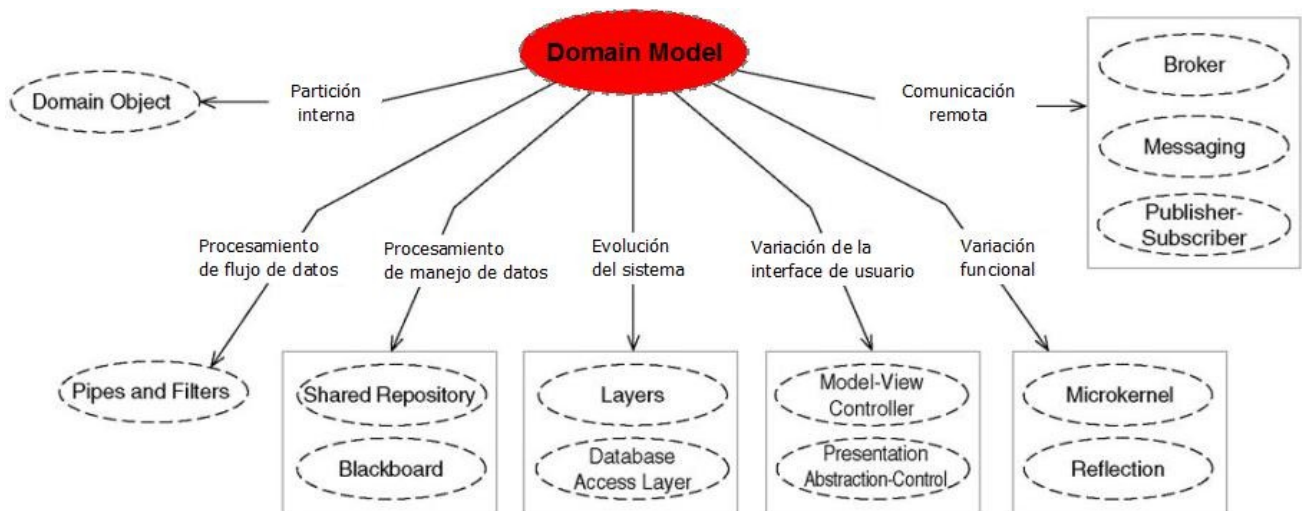 Domain Model
Domain Object
Partición
interna
Comunicación
remota
Broker
Messaging
Publisher-
Subscriber
Procesamiento
de flujo de datos
Procesamiento
de manejo de datos
Evolución
del sistema
Variación de la
interface de usuario
Variación
funcional
Pipes and Filters
Shared Repository
Blackboard
Layers
Database
Access Layer
Model-View
Controller
Presentation
Abstraction-Control
Microkernel
Reflection